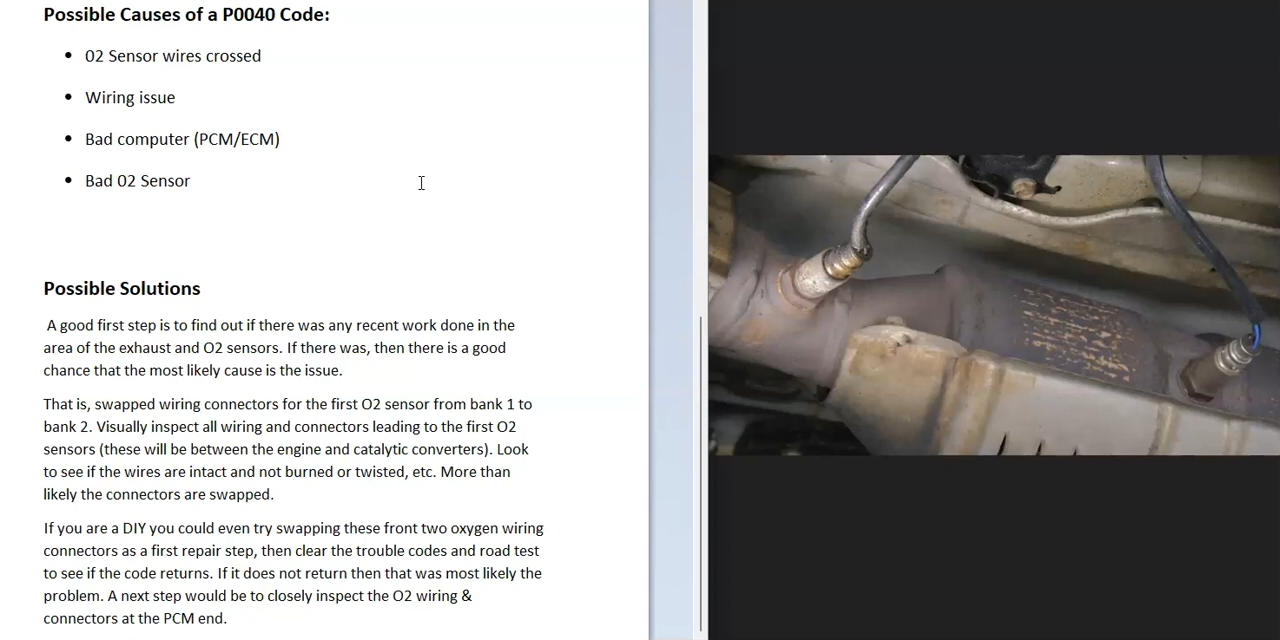 Possible Causes of a P0040 Code:
• 02 Sensor wires crossed
• Wiring issue
• Bad computer (PCM/ECM)
• Bad 02 Sensor
Possible Solutions
A good first step is to find out if there was any recent work done in the
area of the exhaust and O2 sensors. If there was, then there is a good
chance that the most likely cause is the issue.
That is, swapped wiring connectors for the first O2 sensor from bank 1 to
bank 2. Visually inspect all wiring and connectors leading to the first O2
sensors (these will be between the engine and catalytic converters). Look
to see if the wires are intact and not burned or twisted, etc. More than
likely the connectors are swapped.
If you are a DIY you could even try swapping these front two oxygen wiring
connectors as a first repair step, then clear the trouble codes and road test
to see if the code returns. If it does not return then that was most likely the
problem. A next step would be to closely inspect the O2 wiring &
connectors at the PCM end.